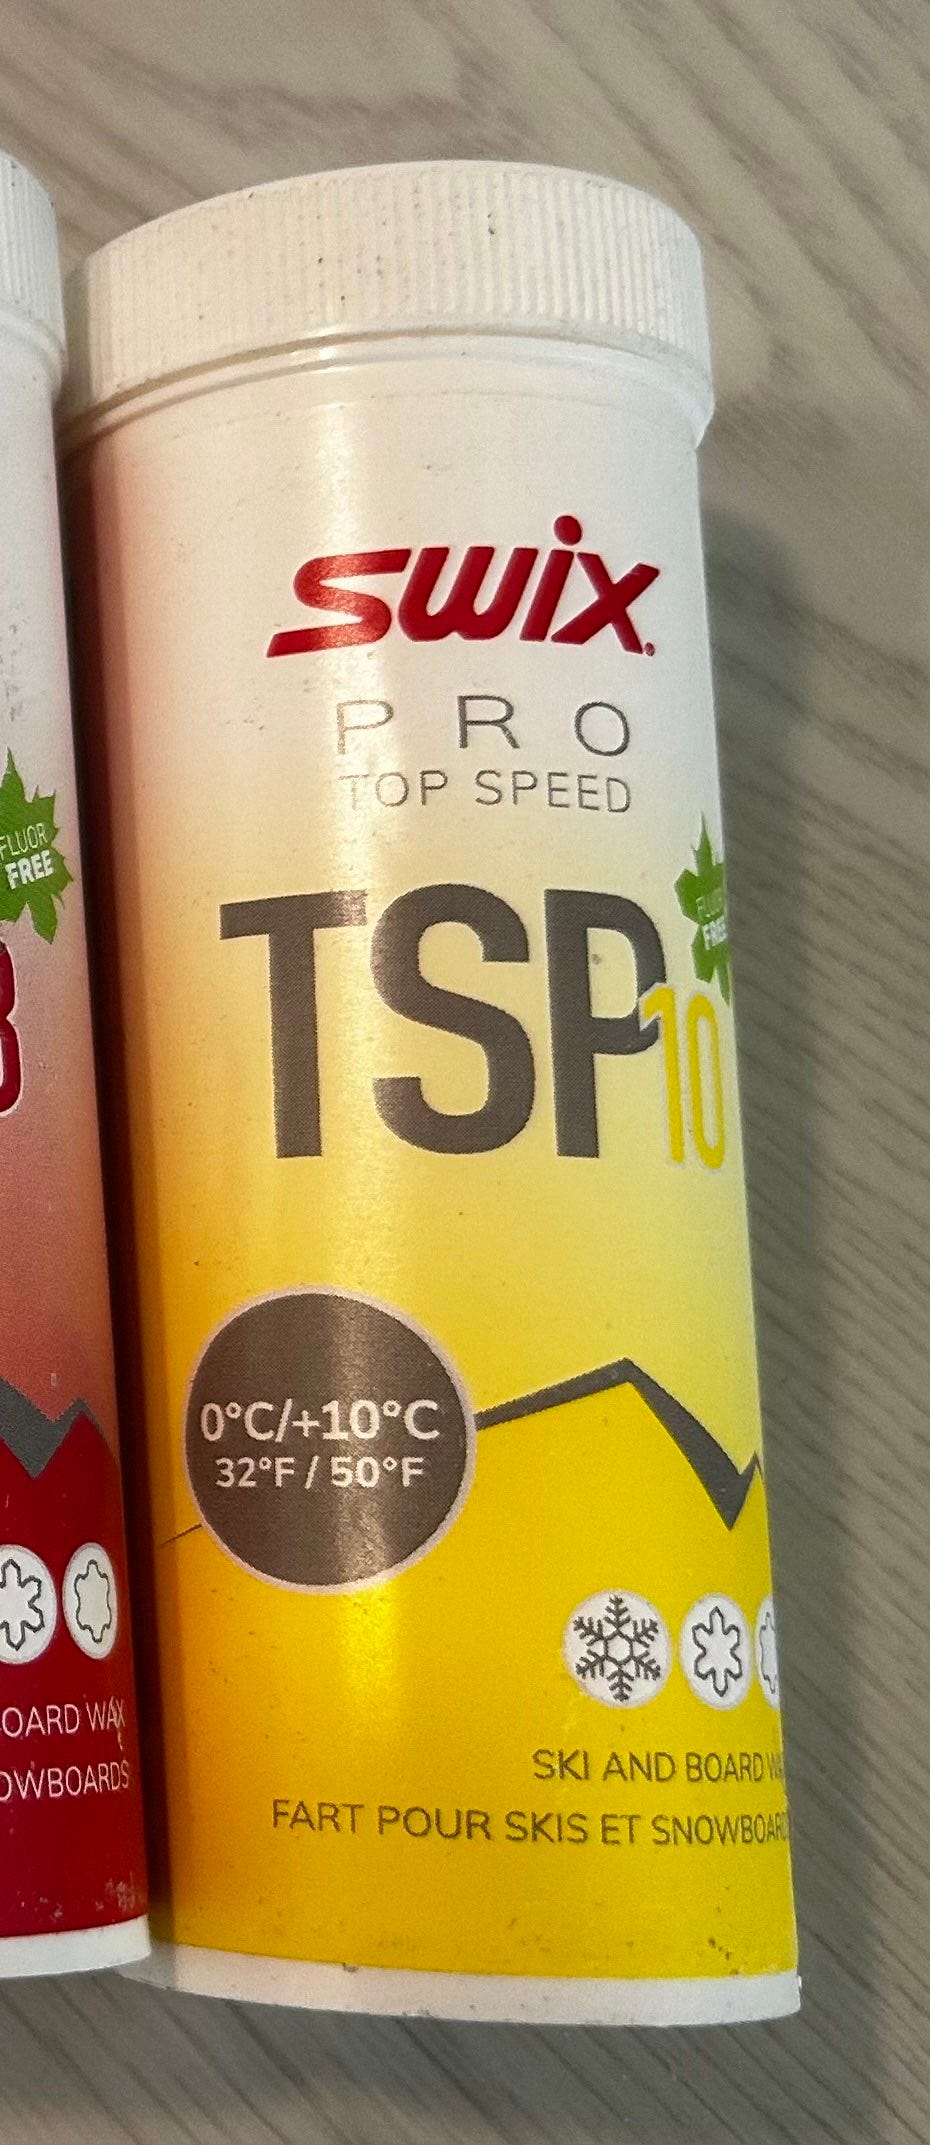 swix
PRO
TOP SPEED
FLUOR
FREE
FLUOR
FREE
TSP10
0°C/+10°C
32°F / 50°F
OARD WAX
OWBOARDS
SKI AND BOARD
FART POUR SKIS ET SNOWBOARD